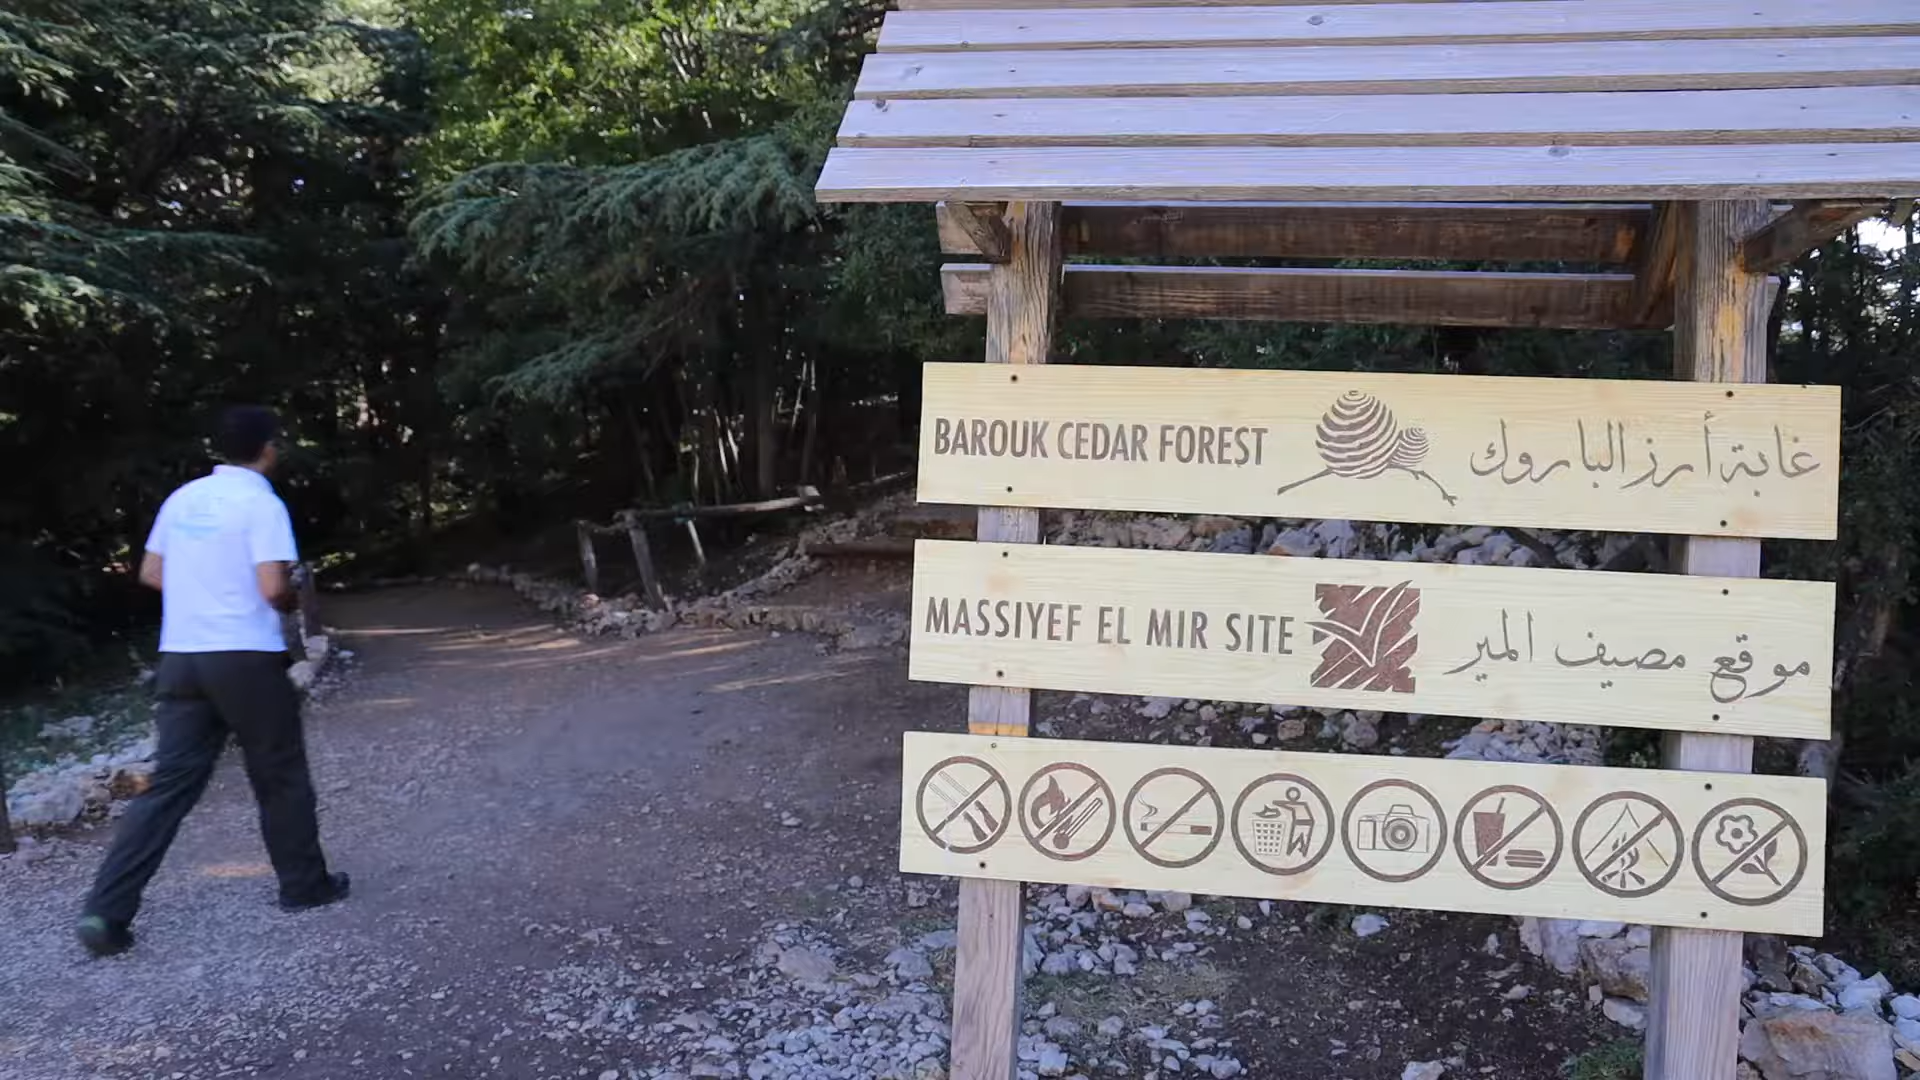 BAROUK CEDAR FOREST
غابة أرز الباروك
MASSIYEF EL MIR SITE
موقع مصيف المير